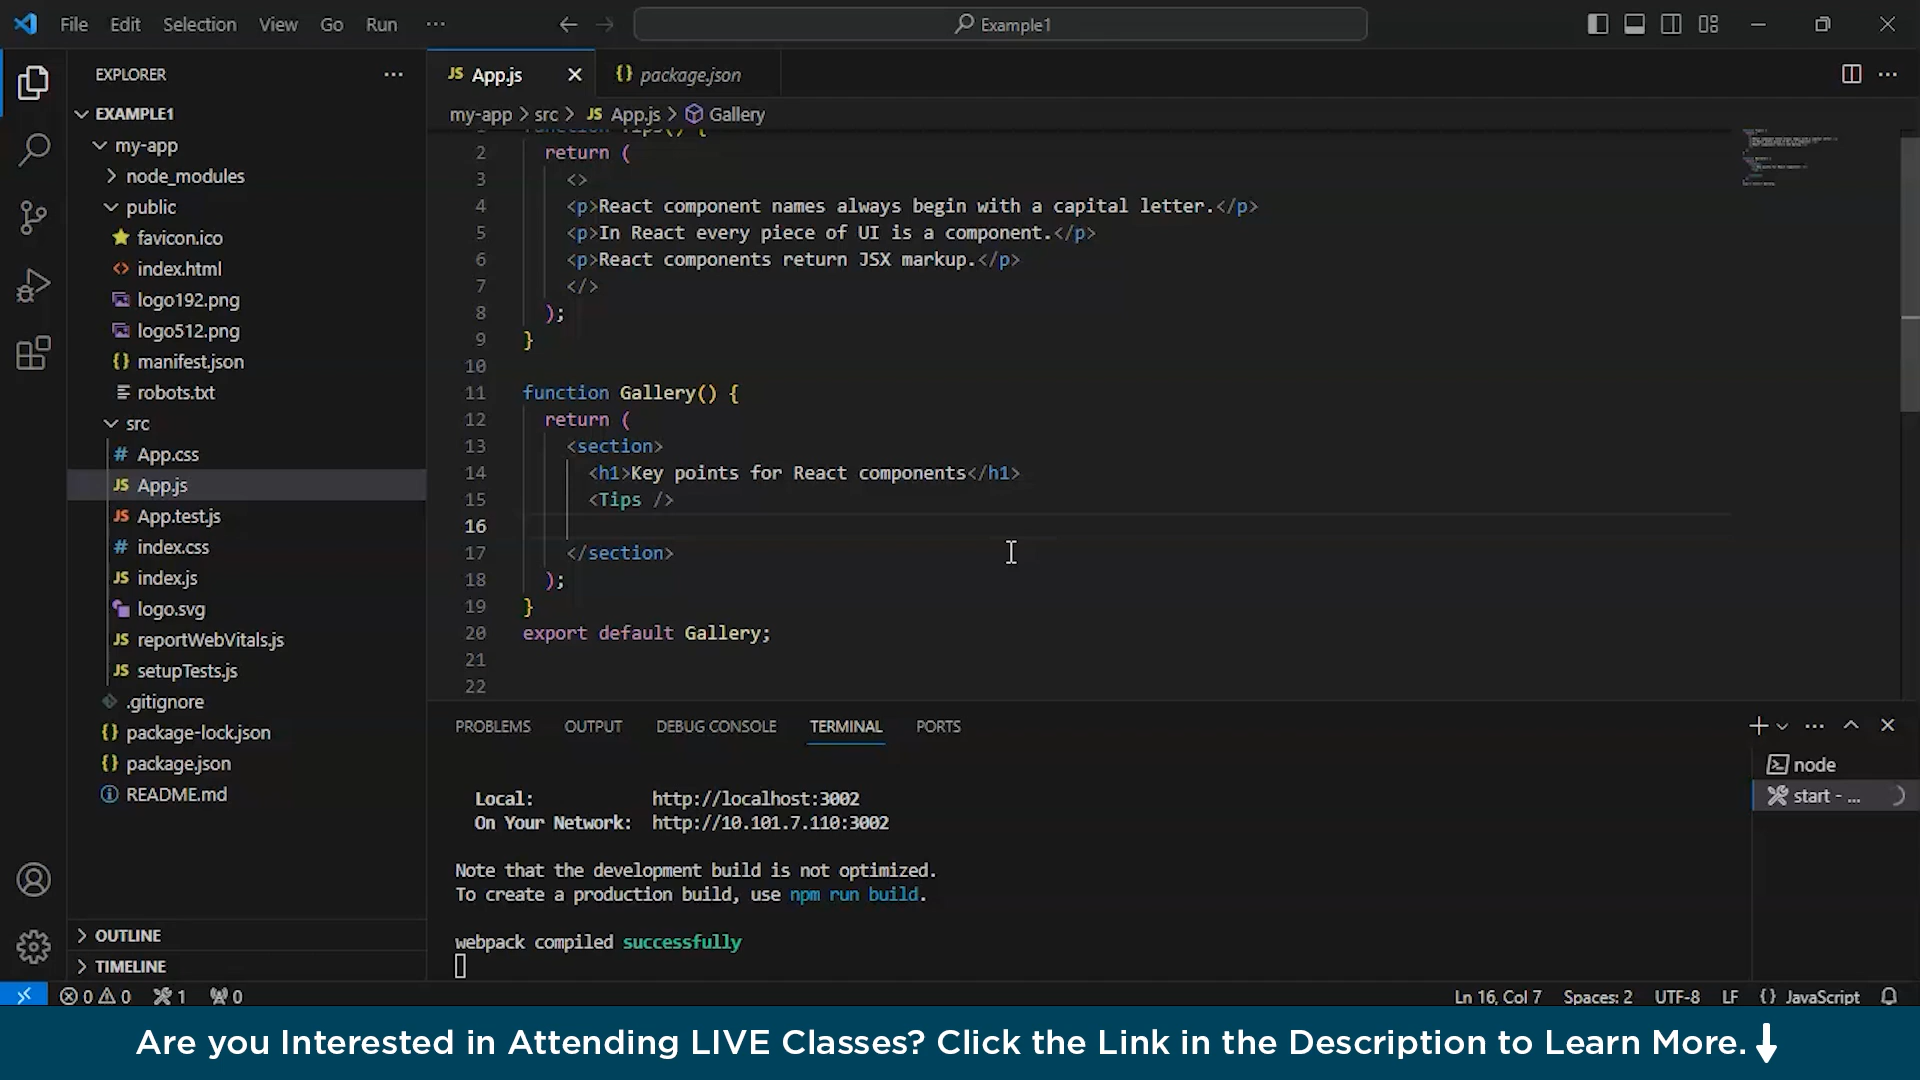 File Edit Selection View Go Run ··· Example1
EXPLORER ···
EXAMPLE1
my-app
node_modules
public
favicon.ico
index.html
logo192.png
logo512.png
manifest.json
robots.txt
src
App.css
App.js
App.test.js
index.css
index.js
logo.svg
reportWebVitals.js
setupTests.js
.gitignore
package-lock.json
package.json
README.md
OUTLINE
TIMELINE
JS App.js {} package.json
my-app > src > JS App.js > Gallery
function Tips() {
2 return (
3 <>
4 <p>React component names always begin with a capital letter.</p>
5 <p>In React every piece of UI is a component.</p>
6 <p>React components return JSX markup.</p>
7 </>
8 );
9 }
10
11 function Gallery() {
12 return (
13 <section>
14 <h1>Key points for React components</h1>
15 <Tips />
16
17 </section>
18 );
19 }
20 export default Gallery;
21
22
PROBLEMS OUTPUT DEBUG CONSOLE TERMINAL PORTS
Local: http://localhost:3002
On Your Network: http://10.101.7.110:3002
Note that the development build is not optimized.
To create a production build, use npm run build.
webpack compiled successfully
node
start - ...
0 0 1 0 Ln 16, Col 7 Spaces: 2 UTF-8 LF {} JavaScript
Are you Interested in Attending LIVE Classes? Click the Link in the Description to Learn More.